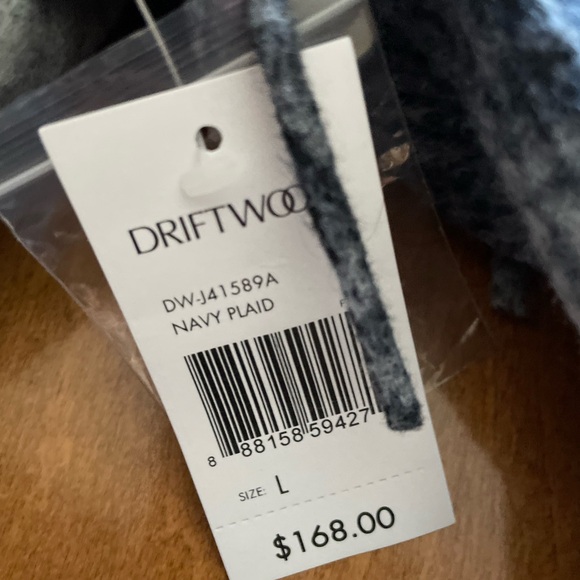 DRIFTWOO
DW-J41589A
NAVY PLAID
8 88158 59427
SIZE: L
$168.00